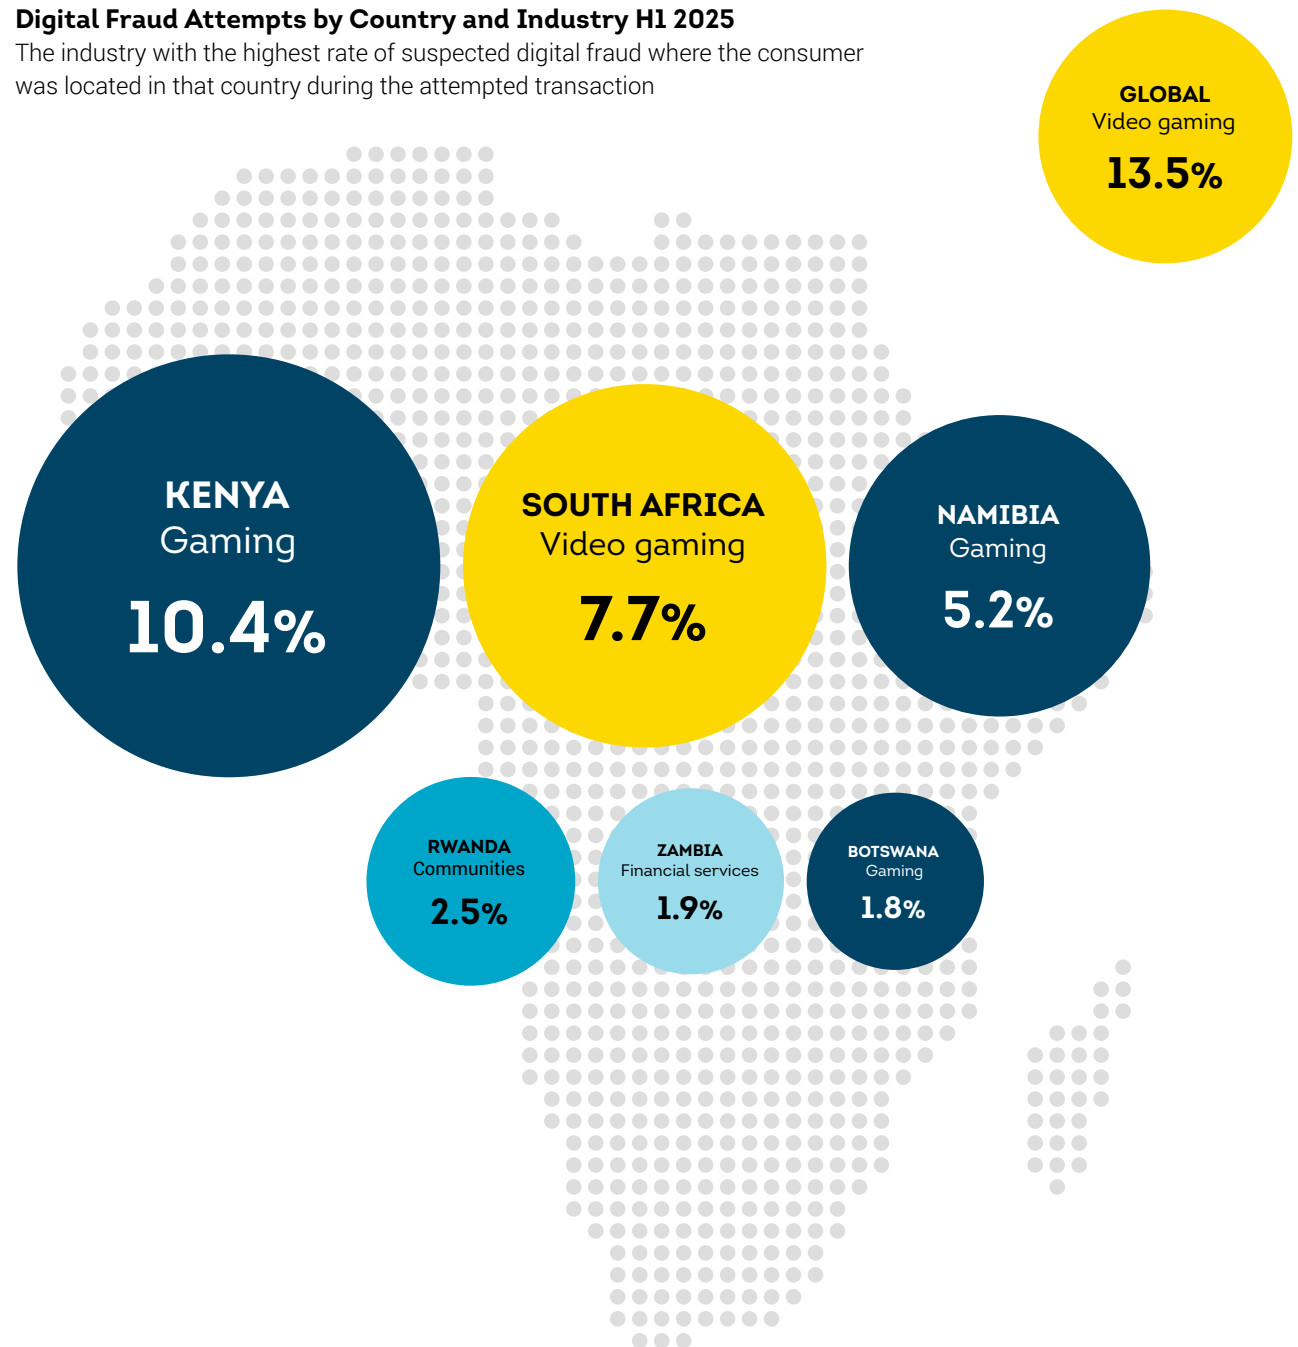 Digital Fraud Attempts by Country and Industry H1 2025
The industry with the highest rate of suspected digital fraud where the consumer
was located in that country during the attempted transaction
GLOBAL
Video gaming
13.5%
KENYA
Gaming
10.4%
SOUTH AFRICA
Video gaming
7.7%
NAMIBIA
Gaming
5.2%
RWANDA
Communities
2.5%
ZAMBIA
Financial services
1.9%
BOTSWANA
Gaming
1.8%